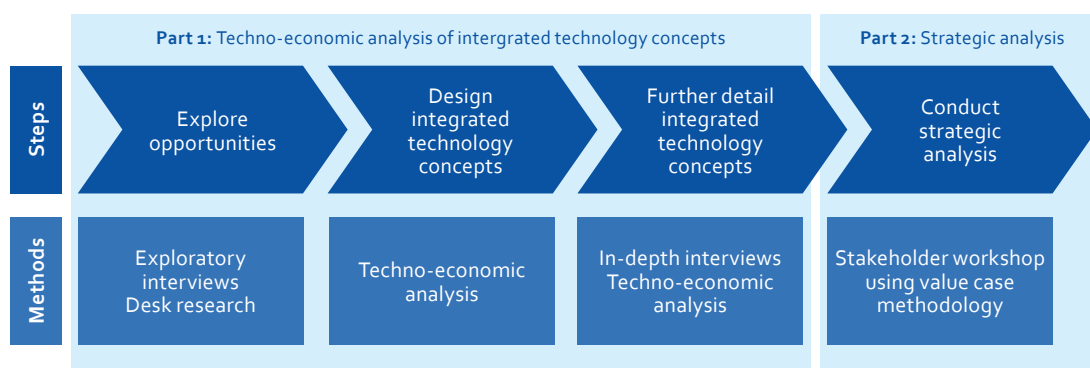 Part 1: Techno-economic analysis of intergrated technology concepts
Part 2: Strategic analysis
Steps
Explore
opportunities
Design
integrated
technology
concepts
Further detail
integrated
technology
concepts
Conduct
strategic
analysis
Methods
Exploratory
interviews
Desk research
Techno-economic
analysis
In-depth interviews
Techno-economic
analysis
Stakeholder workshop
using value case
methodology